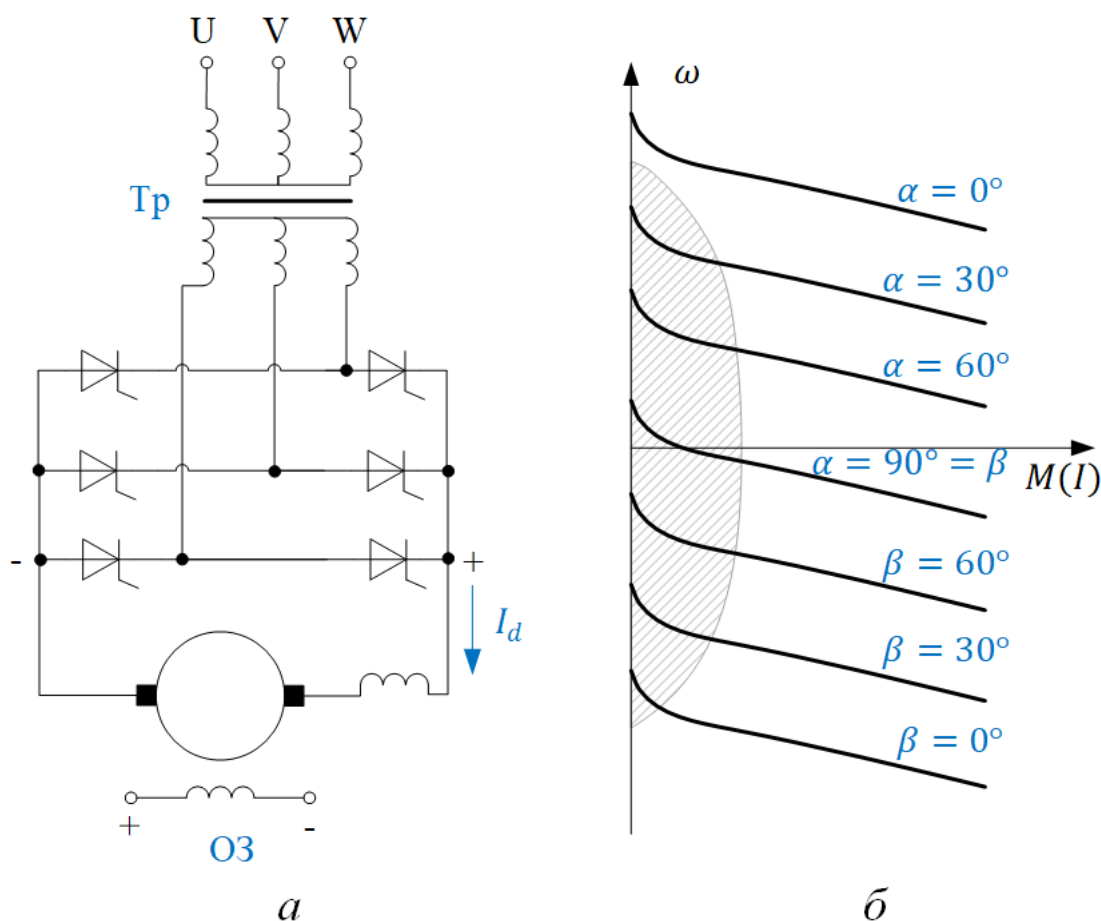 U V W
Тр
- +
I_d
+ -
ОЗ
а
ω
α = 0°
α = 30°
α = 60°
α = 90° = β
M(I)
β = 60°
β = 30°
β = 0°
б